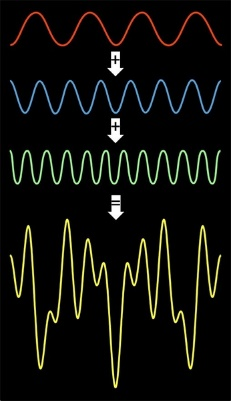 +
+
=